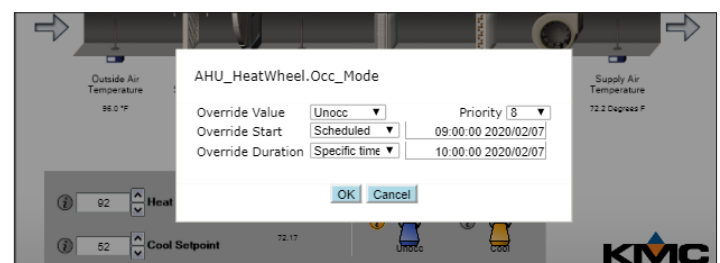 AHU_HeatWheel.Occ_Mode
Outside Air
Temperature
96.0 °F
Supply Air
Temperature
72.2 Degrees F
Override Value Unocc Priority 8
Override Start Scheduled 09:00:00 2020/02/07
Override Duration Specific time 10:00:00 2020/02/07
OK Cancel
92 Heat
52 Cool Setpoint 72.17 Unocc Cool
KMC